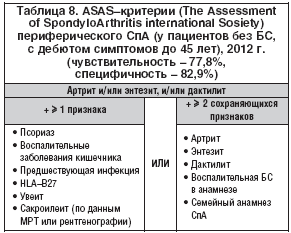 Таблица 8. ASAS–критерии (The Assessment
of SpondyloArthritis international Sosiety)
периферического СпА (у пациентов без БС,
с дебютом симптомов до 45 лет), 2012 г.
(чувствительность – 77,8%,
специфичность – 82,9%)
Артрит и/или энтезит, и/или дактилит
+ ⩾ 1 признака
• Псориаз
• Воспалительные
заболевания кишечника
• Предшествующая инфекция
• HLA–B27
• Увеит
• Сакроилеит (по данным
МРТ или рентгенографии)
ИЛИ
+ ⩾ 2 сохраняющихся
признаков
• Артрит
• Энтезит
• Дактилит
• Воспалительная БС
в анамнезе
• Семейный анамнез
СпА